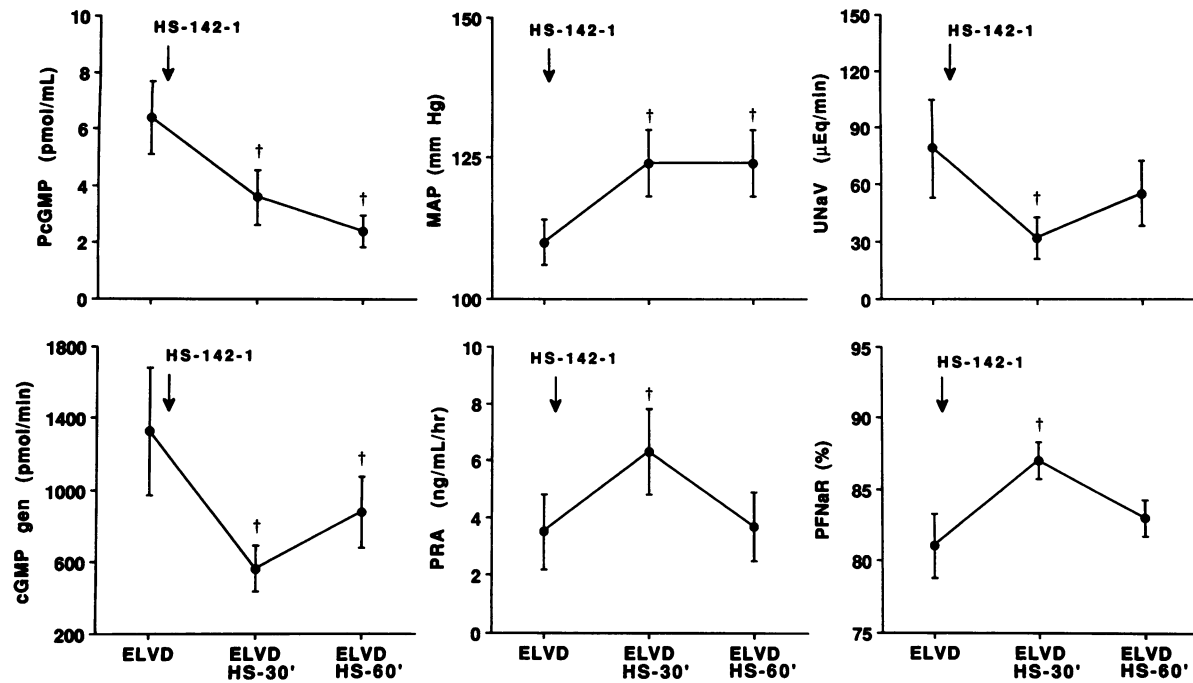 HS-142-1
PcGMP (pmol/mL)
10
8
6
4
2
0
†
†
HS-142-1
MAP (mm Hg)
150
125
100
†
†
HS-142-1
UNaV (µEq/min)
150
120
90
60
30
0
†
HS-142-1
cGMP gen (pmol/min)
1800
1400
1000
600
200
†
†
ELVD
ELVD
HS-30'
ELVD
HS-60'
HS-142-1
PRA (ng/mL/hr)
10
8
6
4
2
0
†
ELVD
ELVD
HS-30'
ELVD
HS-60'
HS-142-1
PFNaR (%)
95
90
85
80
75
†
ELVD
ELVD
HS-30'
ELVD
HS-60'